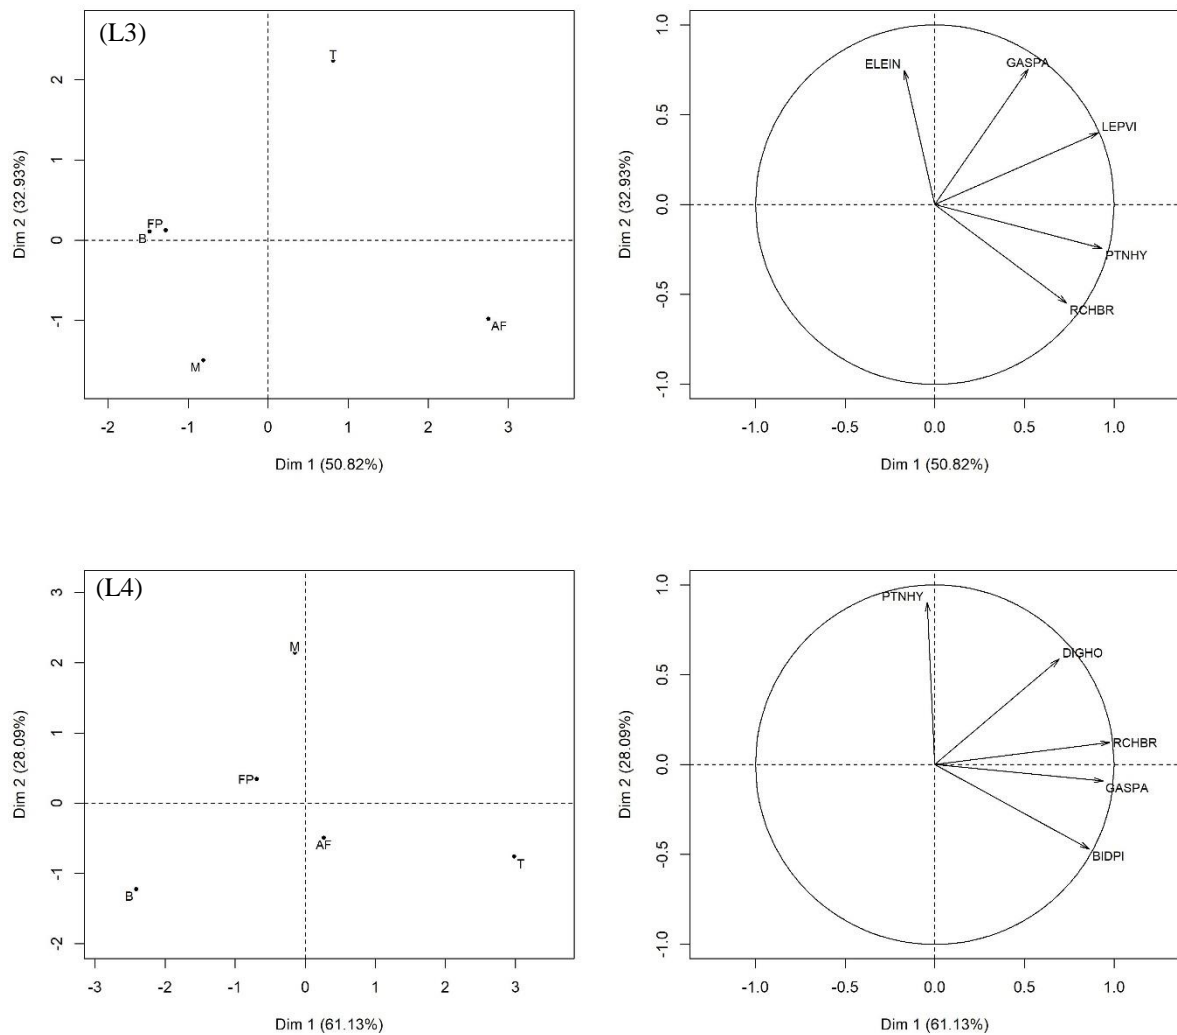 (L3)
T
FP
B
AF
M
2
1
0
-1
-2
-1
0
1
2
3
Dim 2 (32.93%)
Dim 1 (50.82%)
ELEIN
GASPA
LEPVI
PTNHY
RCHBR
1.0
0.5
0.0
-0.5
-1.0
-1.0
-0.5
0.0
0.5
1.0
Dim 2 (32.93%)
Dim 1 (50.82%)
(L4)
M
FP
AF
T
B
3
2
1
0
-1
-2
-3
-2
-1
0
1
2
3
Dim 2 (28.09%)
Dim 1 (61.13%)
PTNHY
DIGHO
RCHBR
GASPA
BIDPI
1.0
0.5
0.0
-0.5
-1.0
-1.0
-0.5
0.0
0.5
1.0
Dim 2 (28.09%)
Dim 1 (61.13%)